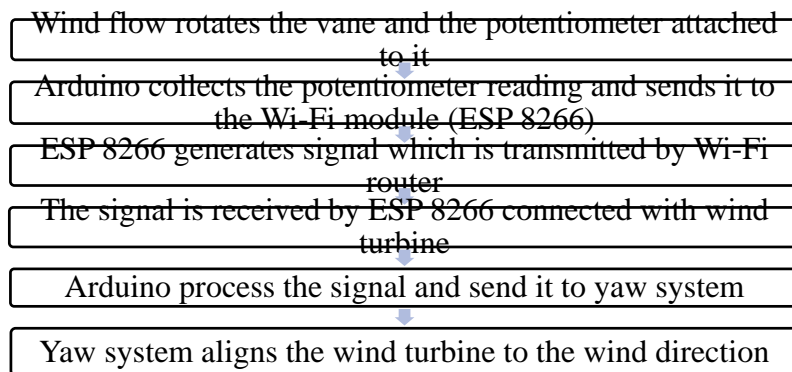 Wind flow rotates the vane and the potentiometer attached
to it
Arduino collects the potentiometer reading and sends it to
the Wi-Fi module (ESP 8266)
ESP 8266 generates signal which is transmitted by Wi-Fi
router
The signal is received by ESP 8266 connected with wind
turbine
Arduino process the signal and send it to yaw system
Yaw system aligns the wind turbine to the wind direction